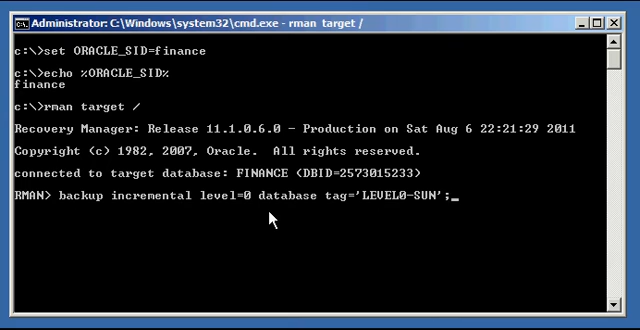 Administrator: C:\Windows\system32\cmd.exe - rman target /
c:\>set ORACLE_SID=finance
c:\>echo %ORACLE_SID%
finance
c:\>rman target /
Recovery Manager: Release 11.1.0.6.0 - Production on Sat Aug 6 22:21:29 2011
Copyright (c) 1982, 2007, Oracle.  All rights reserved.
connected to target database: FINANCE (DBID=2573015233)
RMAN> backup incremental level=0 database tag='LEVEL0-SUN';_